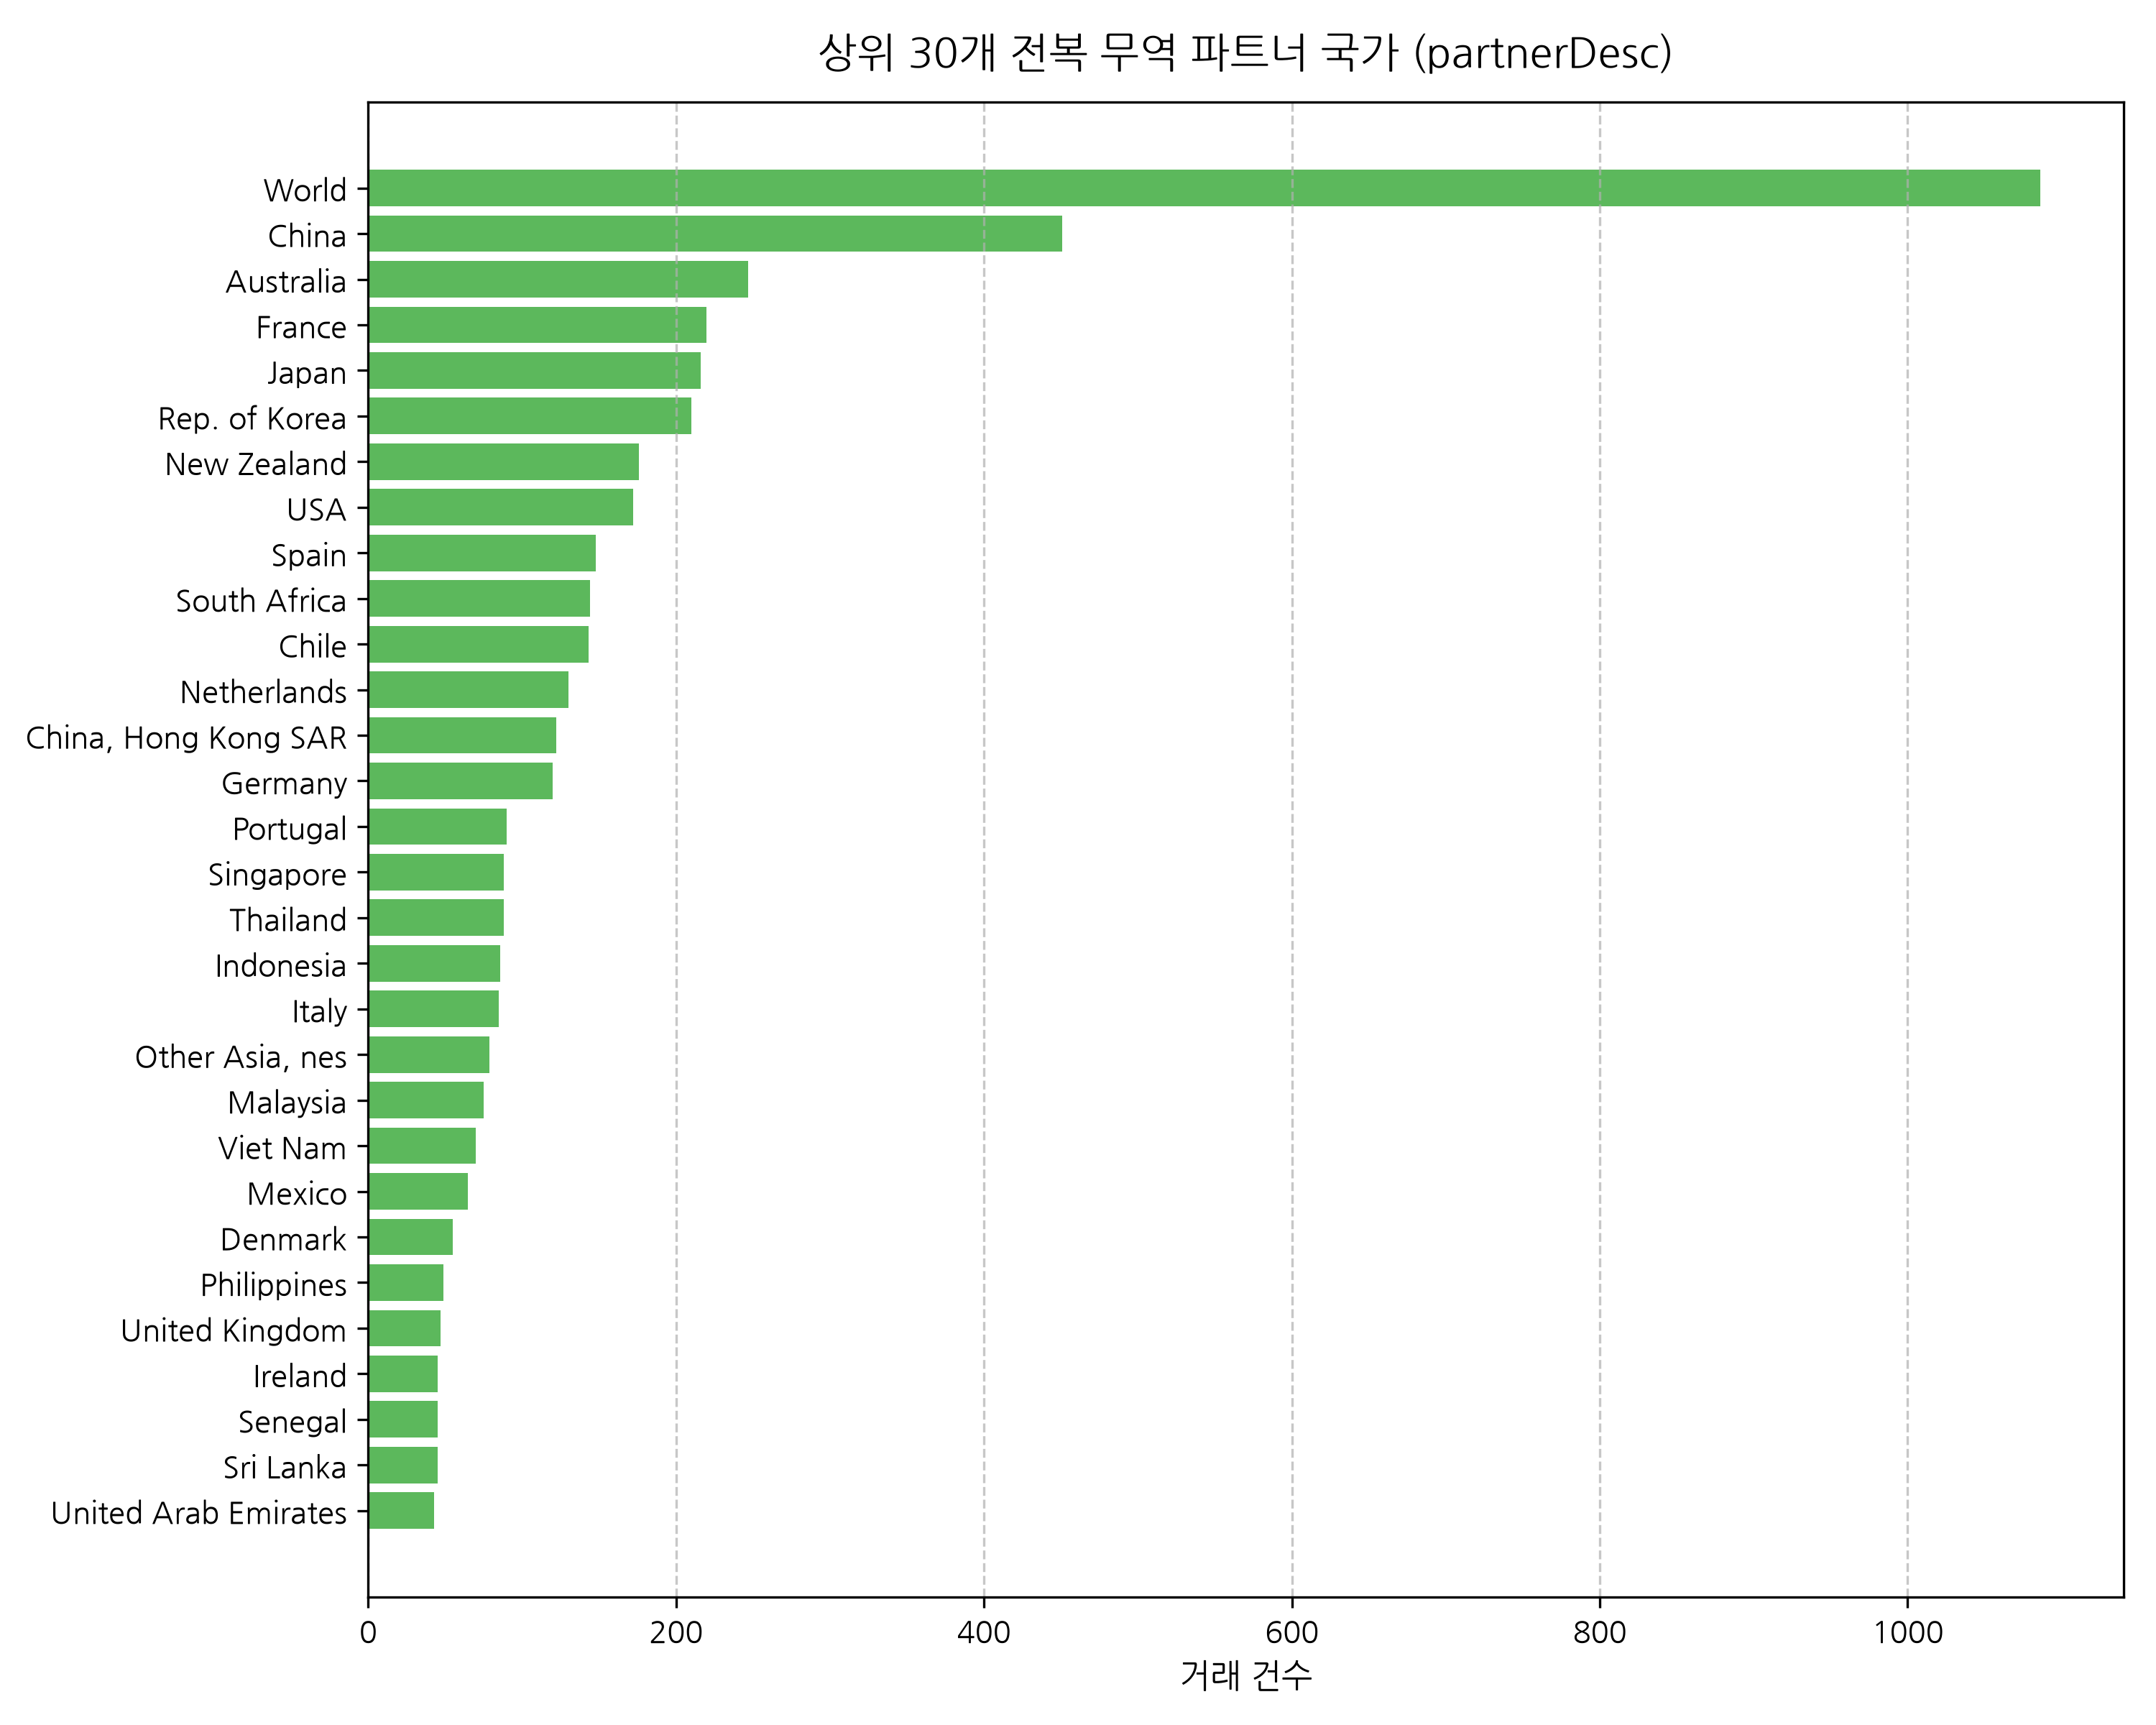 상위 30개 전복 무역 파트너 국가 (partnerDesc)
World
China
Australia
France
Japan
Rep. of Korea
New Zealand
USA
Spain
South Africa
Chile
Netherlands
China, Hong Kong SAR
Germany
Portugal
Singapore
Thailand
Indonesia
Italy
Other Asia, nes
Malaysia
Viet Nam
Mexico
Denmark
Philippines
United Kingdom
Ireland
Senegal
Sri Lanka
United Arab Emirates
0 200 400 600 800 1000
거래 건수